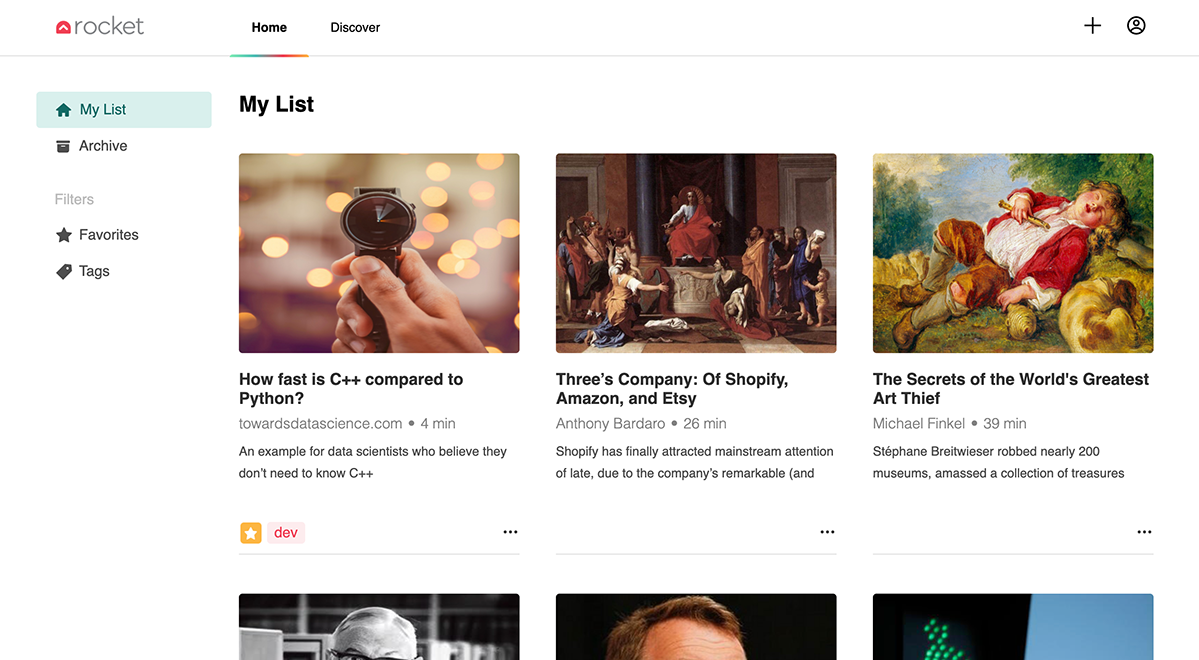 rocket
Home
Discover
My List
Archive
Filters
Favorites
Tags
My List
How fast is C++ compared to
Python?
towardsdatascience.com • 4 min
An example for data scientists who believe they
don’t need to know C++
dev
Three’s Company: Of Shopify,
Amazon, and Etsy
Anthony Bardaro • 26 min
Shopify has finally attracted mainstream attention
of late, due to the company’s remarkable (and
The Secrets of the World's Greatest
Art Thief
Michael Finkel • 39 min
Stéphane Breitwieser robbed nearly 200
museums, amassed a collection of treasures